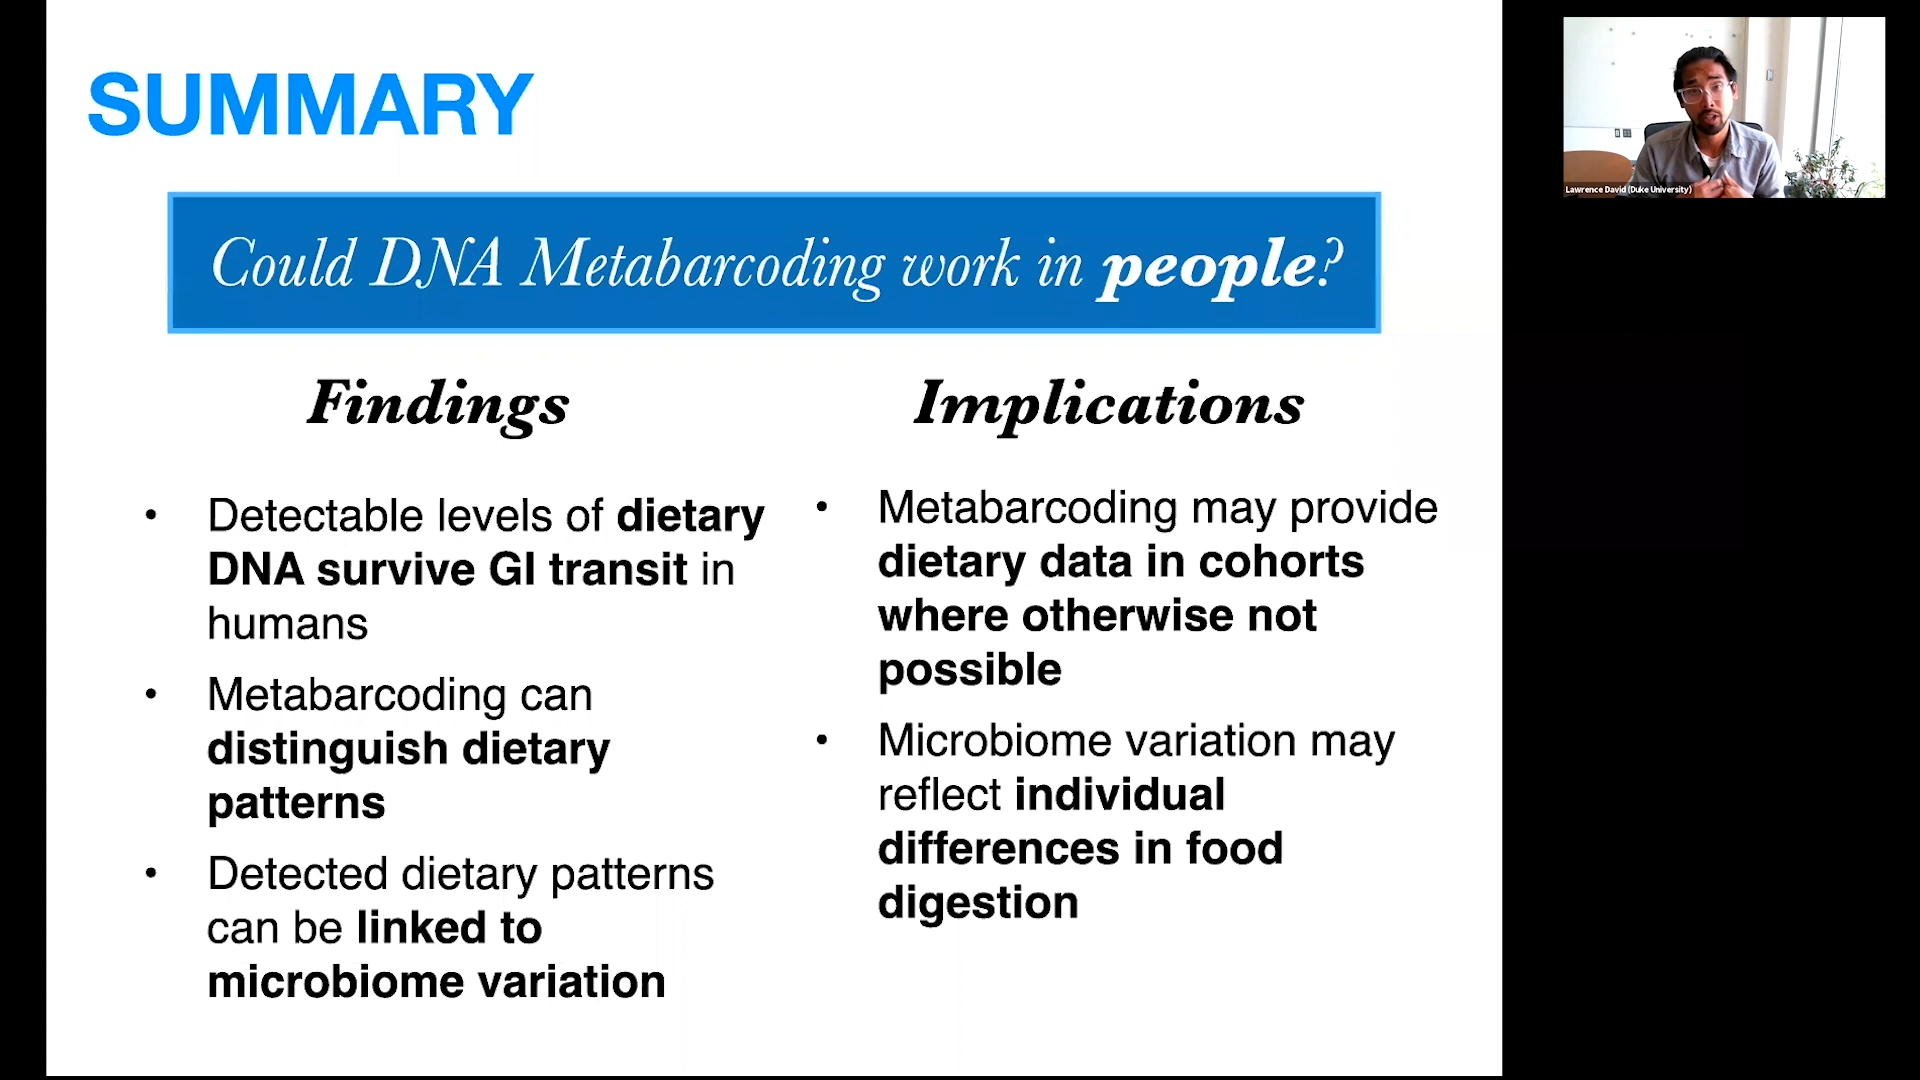 SUMMARY
Could DNA Metabarcoding work in people?
Findings
• Detectable levels of dietary
DNA survive GI transit in
humans
• Metabarcoding can
distinguish dietary
patterns
• Detected dietary patterns
can be linked to
microbiome variation
Implications
• Metabarcoding may provide
dietary data in cohorts
where otherwise not
possible
• Microbiome variation may
reflect individual
differences in food
digestion
Lawrence David (Duke University)